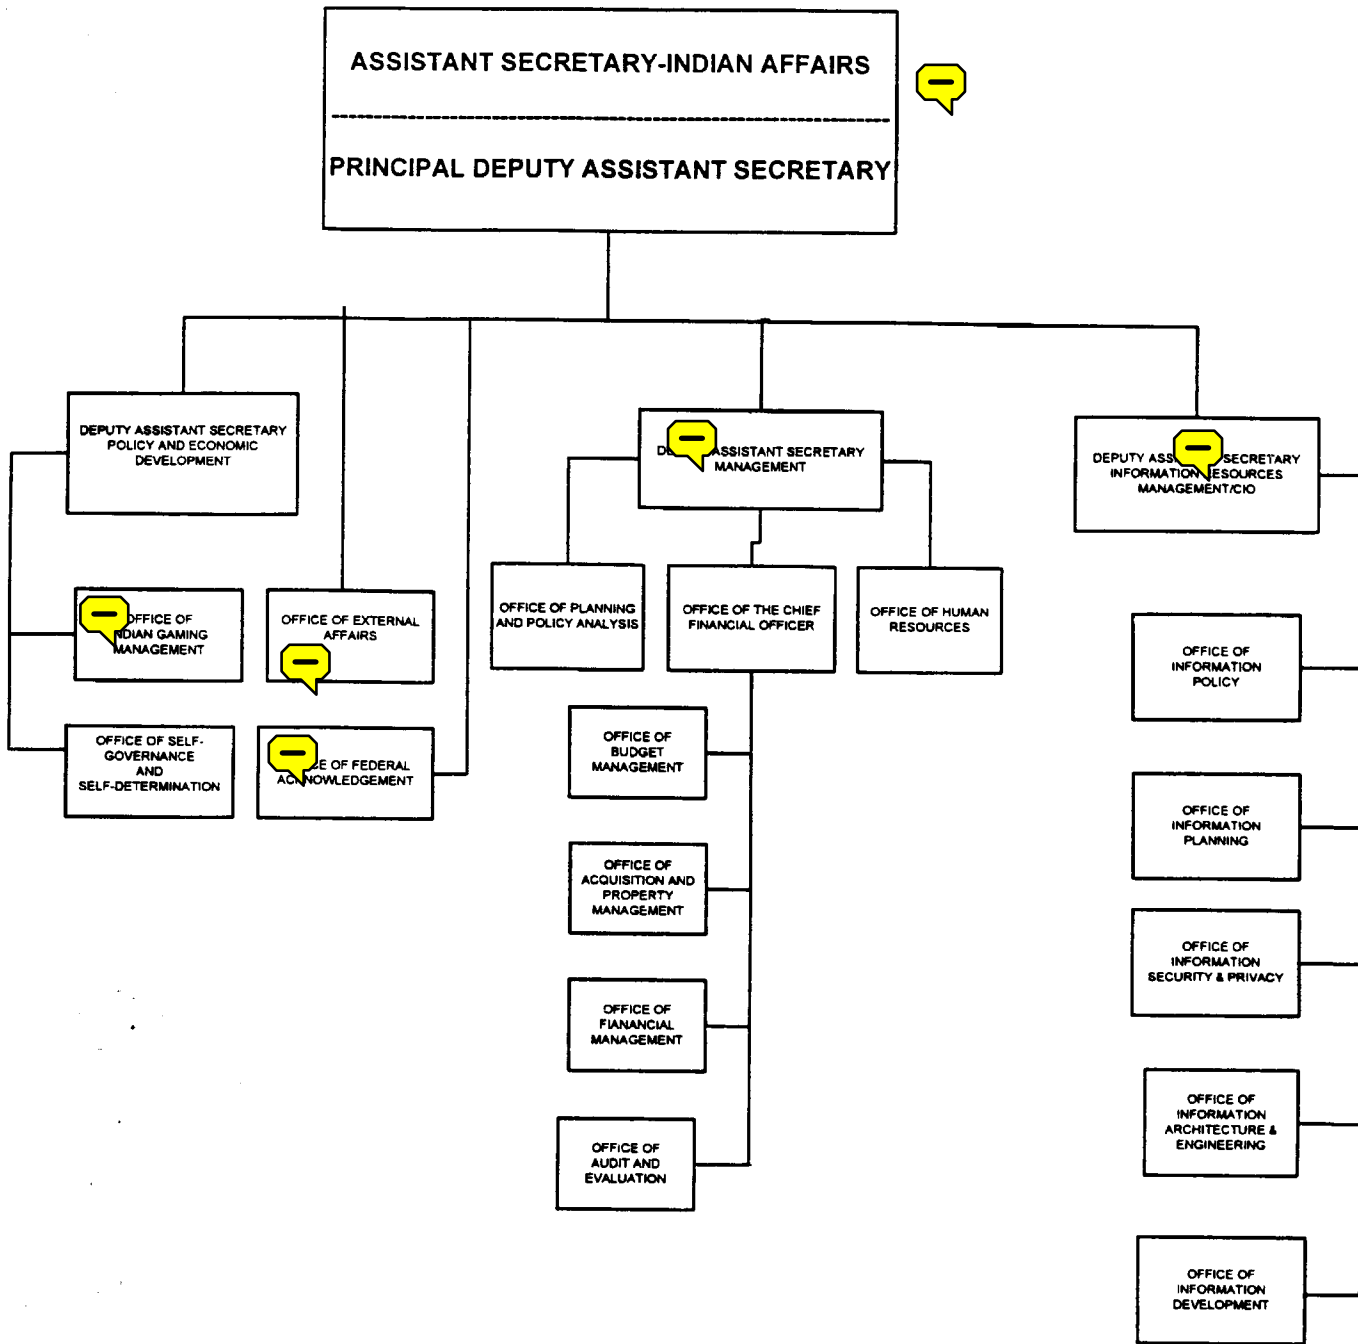 ASSISTANT SECRETARY-INDIAN AFFAIRS
PRINCIPAL DEPUTY ASSISTANT SECRETARY
DEPUTY ASSISTANT SECRETARY
POLICY AND ECONOMIC
DEVELOPMENT
OFFICE OF
INDIAN GAMING
MANAGEMENT
OFFICE OF SELF-
GOVERNANCE
AND
SELF-DETERMINATION
OFFICE OF EXTERNAL
AFFAIRS
OF FEDERAL
ACKNOWLEDGEMENT
ASSISTANT SECRETARY
MANAGEMENT
OFFICE OF PLANNING
AND POLICY ANALYSIS
OFFICE OF THE CHIEF
FINANCIAL OFFICER
OFFICE OF HUMAN
RESOURCES
OFFICE OF
BUDGET
MANAGEMENT
OFFICE OF
ACQUISITION AND
PROPERTY
MANAGEMENT
OFFICE OF
FIANANCIAL
MANAGEMENT
OFFICE OF
AUDIT AND
EVALUATION
DEPUTY SECRETARY
INFORMATION RESOURCES
MANAGEMENT/CIO
OFFICE OF
INFORMATION
POLICY
OFFICE OF
INFORMATION
PLANNING
OFFICE OF
INFORMATION
SECURITY & PRIVACY
OFFICE OF
INFORMATION
ARCHITECTURE &
ENGINEERING
OFFICE OF
INFORMATION
DEVELOPMENT